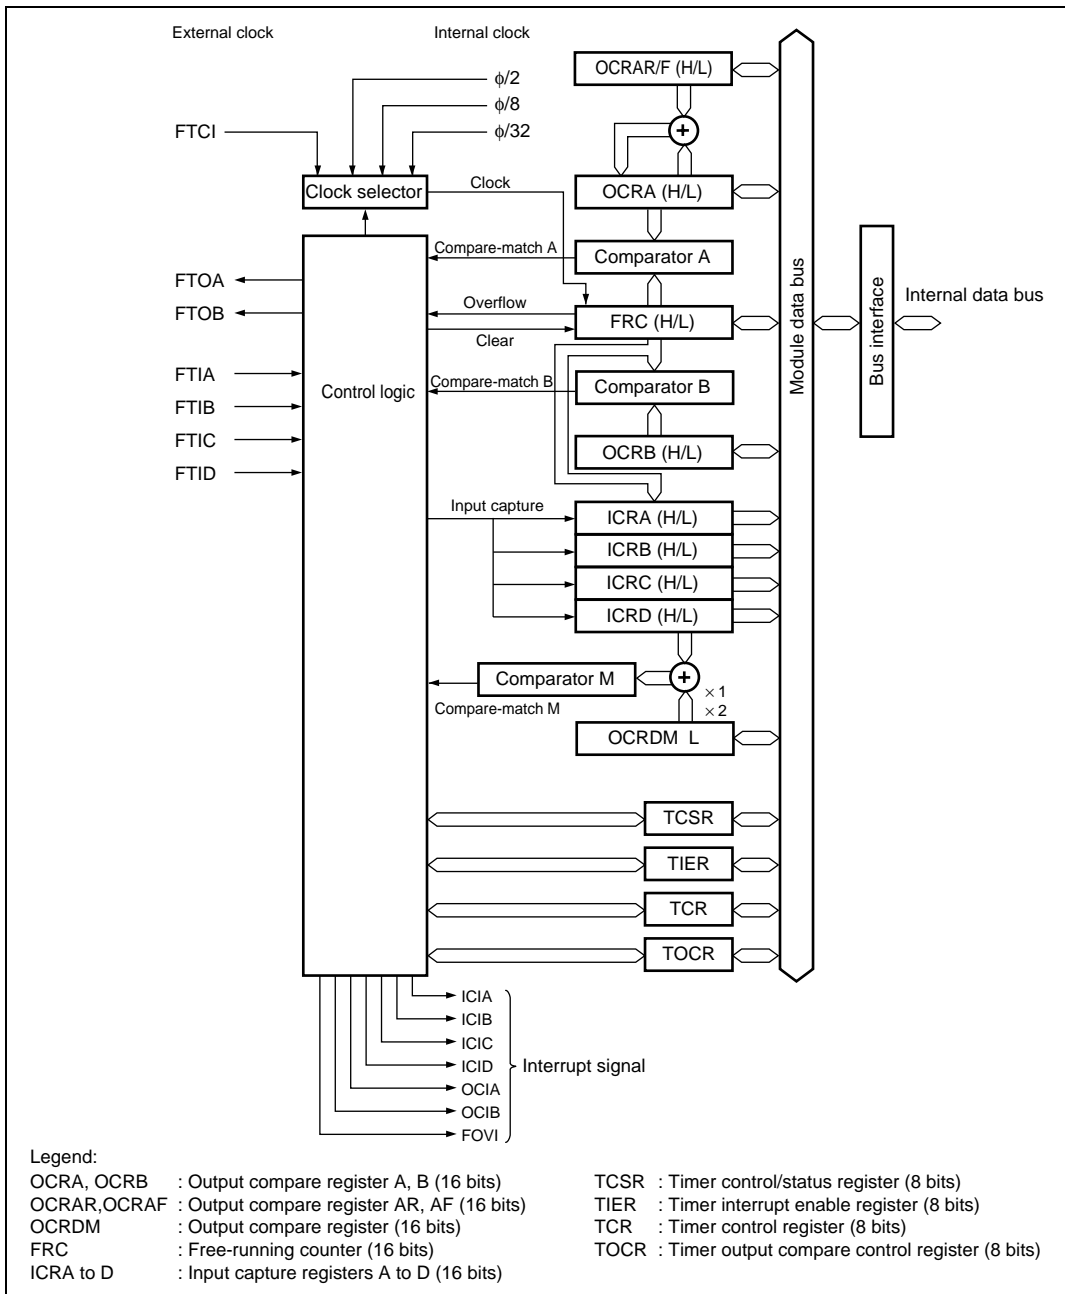 External clock
Internal clock
ϕ/2
ϕ/8
ϕ/32
FTCI
Clock selector
Clock
OCRAR/F (H/L)
+
OCRA (H/L)
Compare-match A
Comparator A
FTOA
FTOB
Overflow
FRC (H/L)
Clear
FTIA
FTIB
FTIC
FTID
Control logic
Compare-match B
Comparator B
OCRB (H/L)
Input capture
ICRA (H/L)
ICRB (H/L)
ICRC (H/L)
ICRD (H/L)
+
Comparator M
Compare-match M
×1
×2
OCRDM L
TCSR
TIER
TCR
TOCR
Module data bus
Bus interface
Internal data bus
ICIA
ICIB
ICIC
ICID
OCIA
OCIB
FOVI
Interrupt signal
Legend:
OCRA, OCRB : Output compare register A, B (16 bits)
OCRAR,OCRAF : Output compare register AR, AF (16 bits)
OCRDM : Output compare register (16 bits)
FRC : Free-running counter (16 bits)
ICRA to D : Input capture registers A to D (16 bits)
TCSR : Timer control/status register (8 bits)
TIER : Timer interrupt enable register (8 bits)
TCR : Timer control register (8 bits)
TOCR : Timer output compare control register (8 bits)